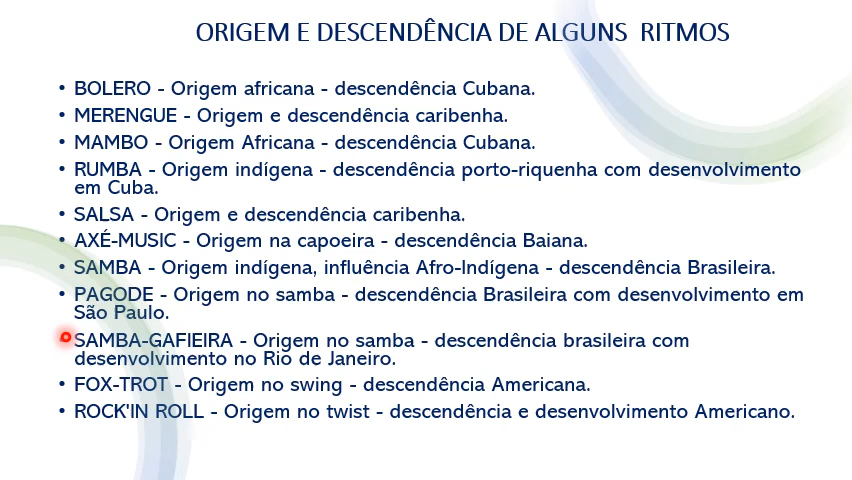 ORIGEM E DESCENDÊNCIA DE ALGUNS RITMOS
• BOLERO - Origem africana - descendência Cubana.
• MERENGUE - Origem e descendência caribenha.
• MAMBO - Origem Africana - descendência Cubana.
• RUMBA - Origem indígena - descendência porto-riquenha com desenvolvimento
em Cuba.
• SALSA - Origem e descendência caribenha.
• AXÉ-MUSIC - Origem na capoeira - descendência Baiana.
• SAMBA - Origem indígena, influência Afro-Indígena - descendência Brasileira.
• PAGODE - Origem no samba - descendência Brasileira com desenvolvimento em
São Paulo.
• SAMBA-GAFIEIRA - Origem no samba - descendência brasileira com
desenvolvimento no Rio de Janeiro.
• FOX-TROT - Origem no swing - descendência Americana.
• ROCK'IN ROLL - Origem no twist - descendência e desenvolvimento Americano.